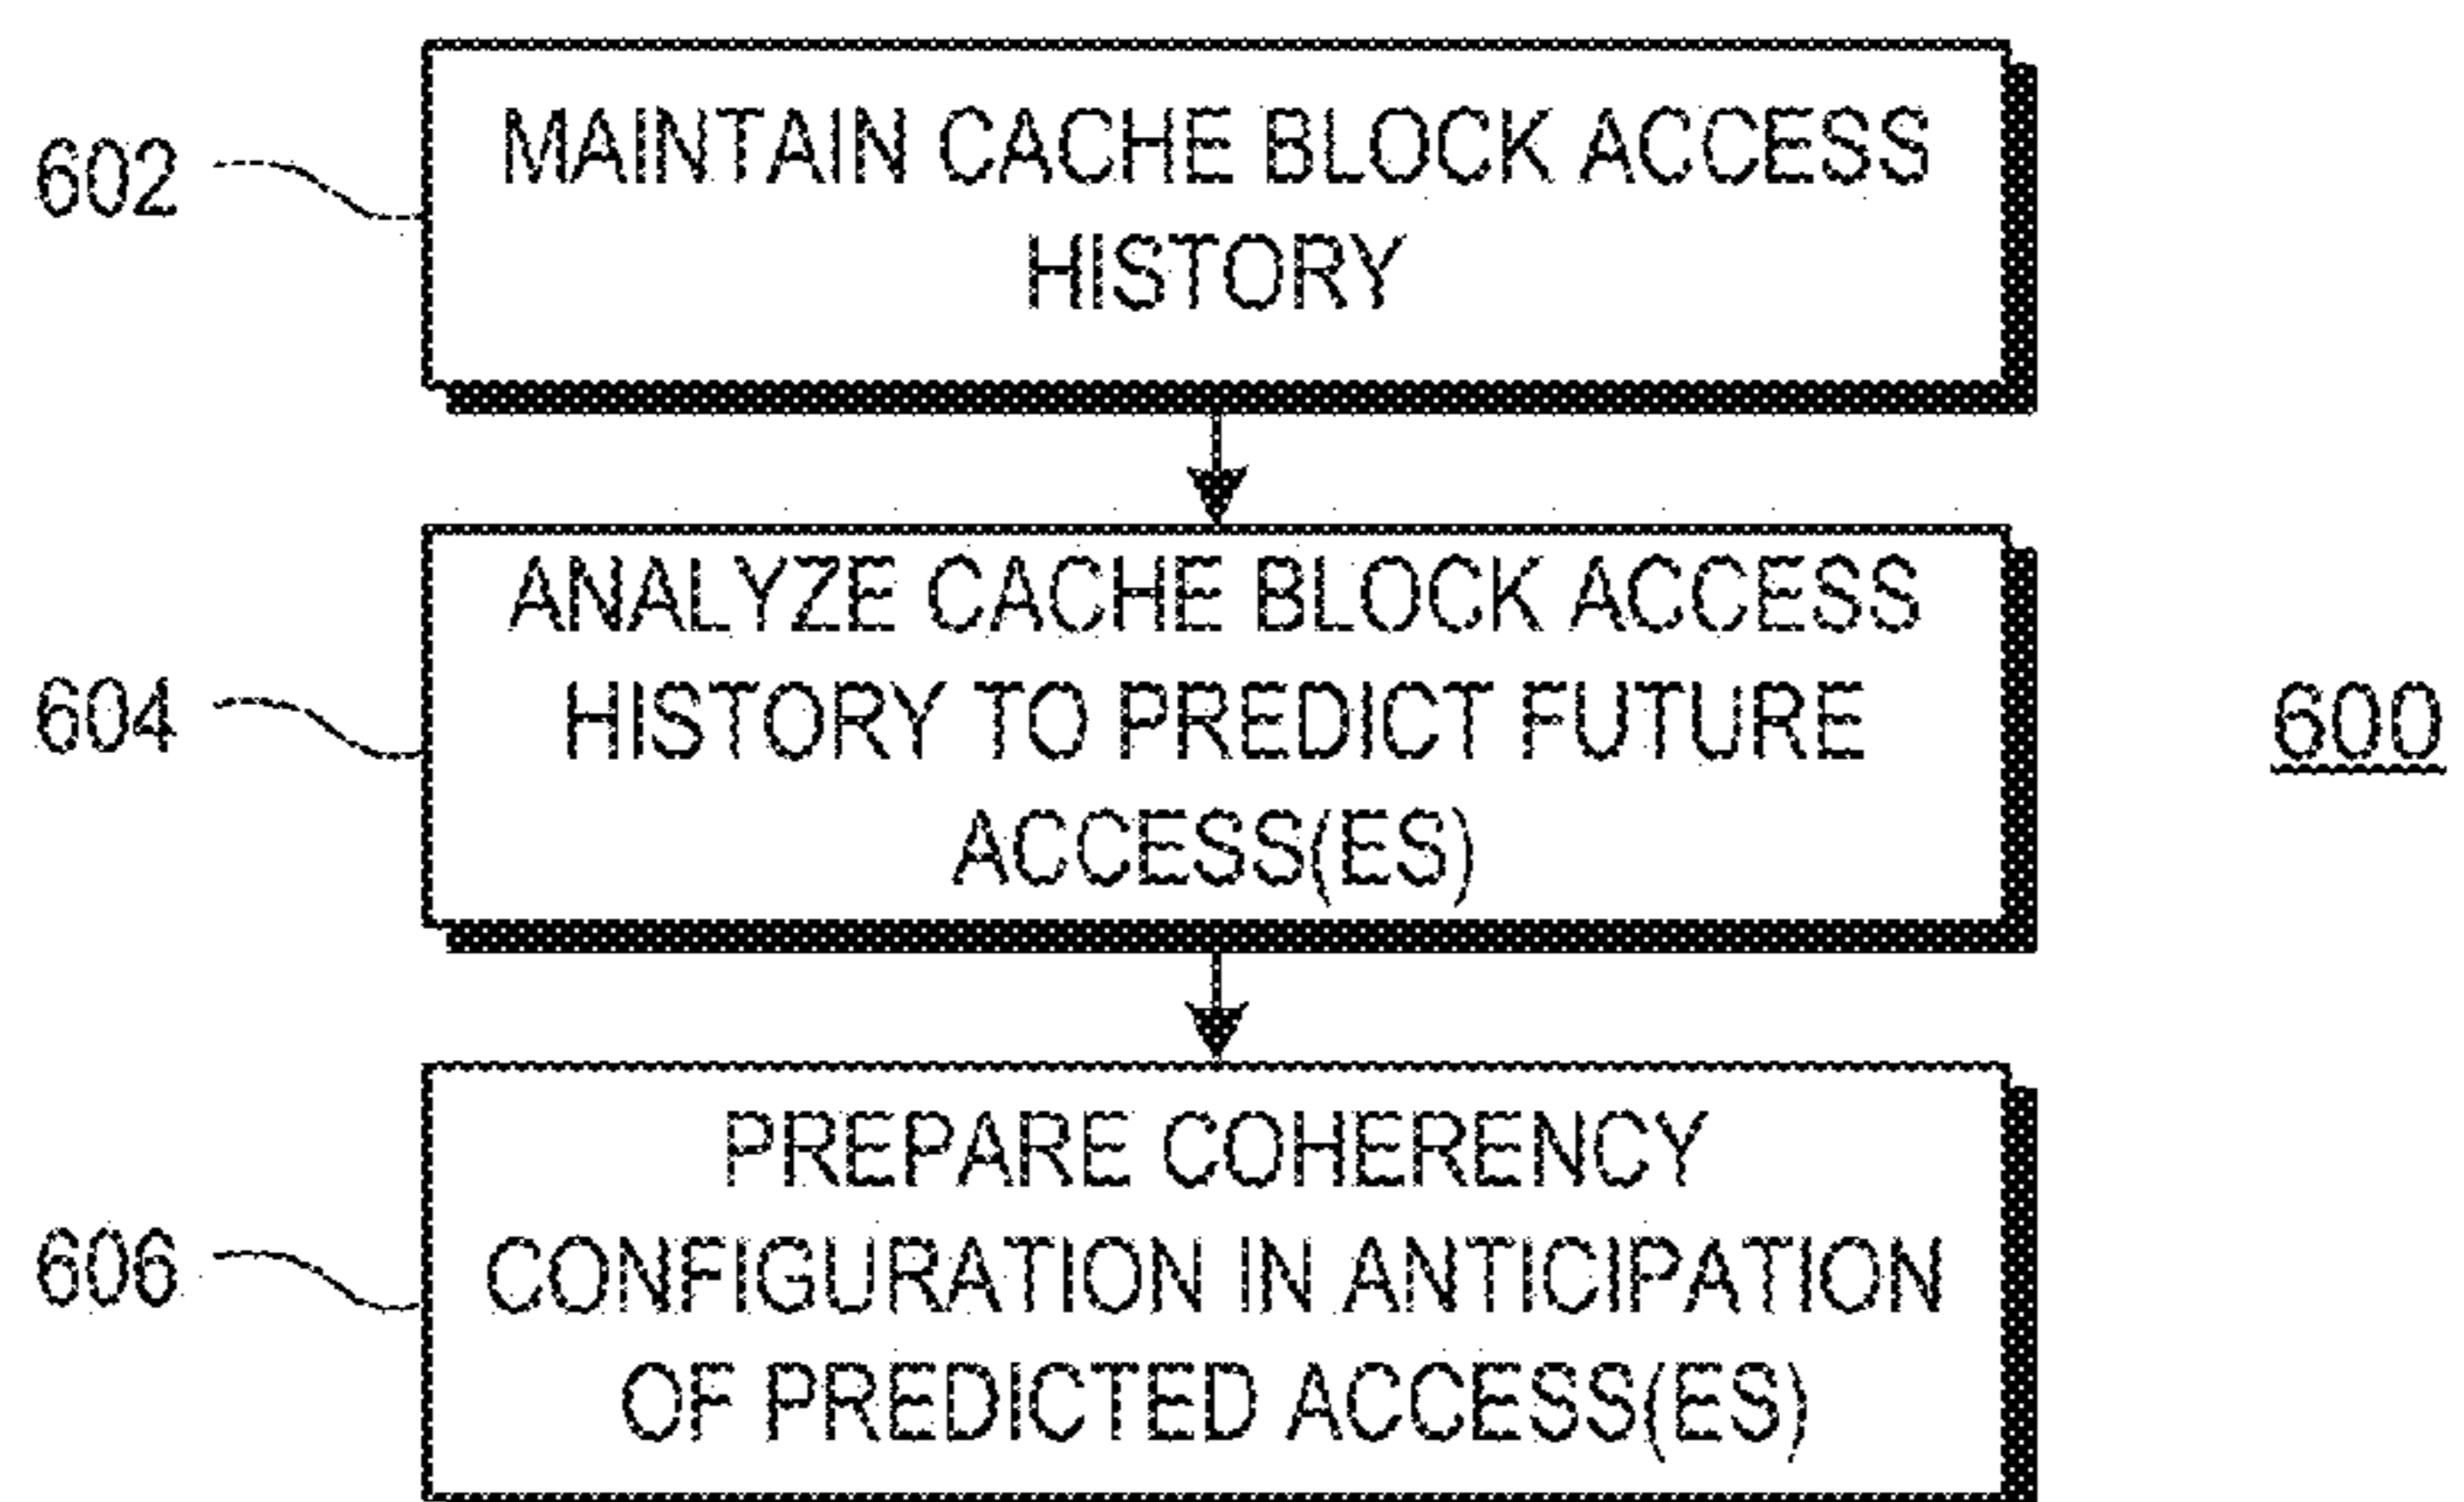 602
MAINTAIN CACHE BLOCK ACCESS
HISTORY
604
ANALYZE CACHE BLOCK ACCESS
HISTORY TO PREDICT FUTURE
ACCESS(ES)
600
606
PREPARE COHERENCY
CONFIGURATION IN ANTICIPATION
OF PREDICTED ACCESS(ES)